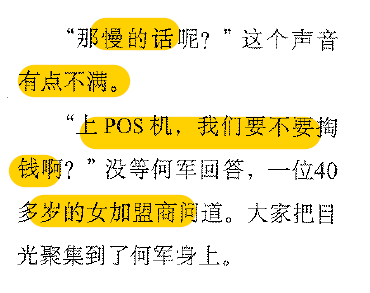 “那慢的话呢？”这个声音
有点不满。
“上 POS 机，我们要不要掏
钱啊？”没等何军回答，一位40
多岁的女加盟商问道。大家把目
光聚集到了何军身上。